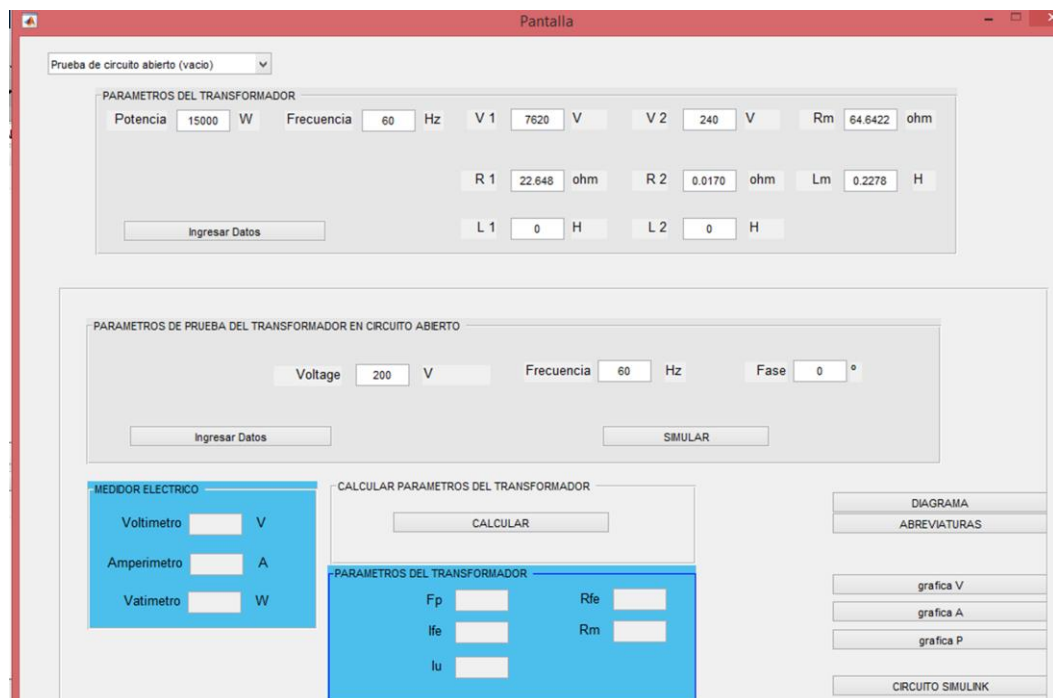 Pantalla
Prueba de circuito abierto (vacio)
PARAMETROS DEL TRANSFORMADOR
Potencia 15000 W Frecuencia 60 Hz V 1 7620 V V 2 240 V Rm 64.6422 ohm
R 1 22.648 ohm R 2 0.0170 ohm Lm 0.2278 H
Ingresar Datos L 1 0 H L 2 0 H
PARAMETROS DE PRUEBA DEL TRANSFORMADOR EN CIRCUITO ABIERTO
Voltage 200 V Frecuencia 60 Hz Fase 0 º
Ingresar Datos SIMULAR
MEDIDOR ELECTRICO
Voltimetro V
Amperimetro A
Vatimetro W
CALCULAR PARAMETROS DEL TRANSFORMADOR
CALCULAR
PARAMETROS DEL TRANSFORMADOR
Fp Rfe
Ife Rm
Iu
DIAGRAMA
ABREVIATURAS
grafica V
grafica A
grafica P
CIRCUITO SIMULINK